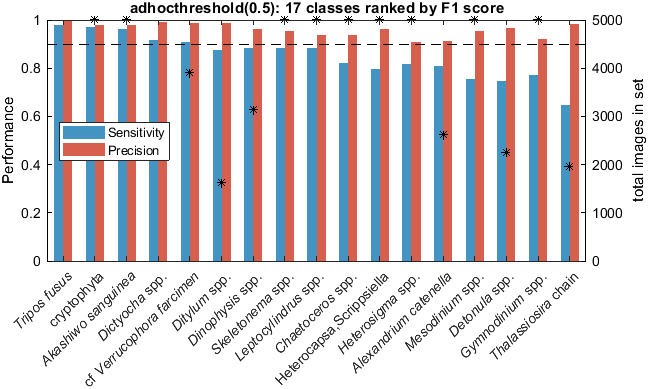 adhocthreshold(0.5): 17 classes ranked by F1 score
Performance
1
0.8
0.6
0.4
0.2
0
Sensitivity
Precision
5000
4000
3000
2000
1000
0
total images in set
Tripos fusus
cryptophyta
Akashiwo sanguinea
Dictyocha spp.
cf Verrucophora farcimen
Ditylum spp.
Dinophysis spp.
Skeletonema spp.
Leptocylindrus spp.
Chaetoceros spp.
Heterocapsa,Scrippsiella
Heterosigma spp.
Alexandrium catenella
Mesodinium spp.
Detonula spp.
Gymnodinium spp.
Thalassiosira chain